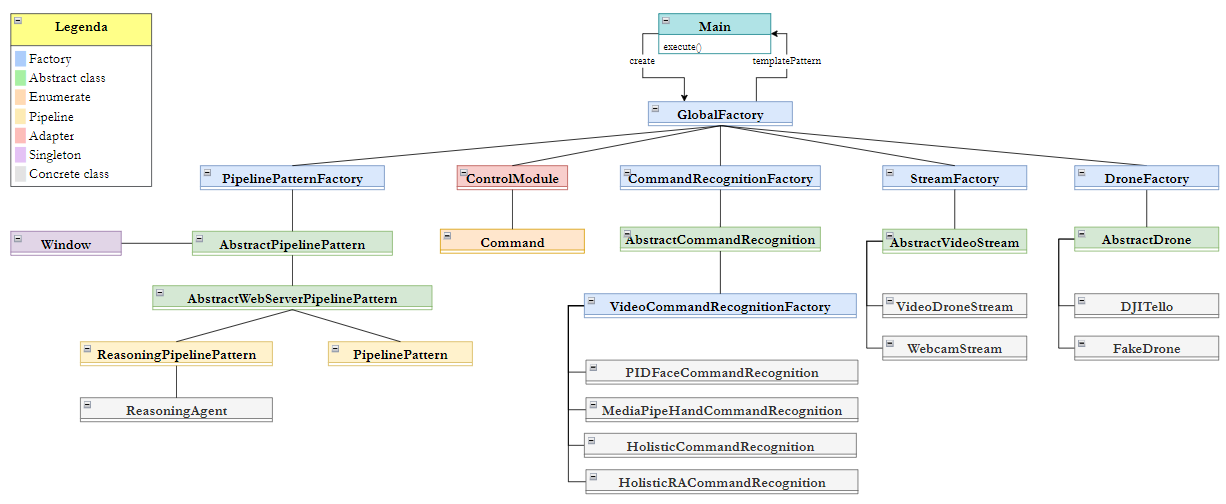 Legenda
Factory
Abstract class
Enumerate
Pipeline
Adapter
Singleton
Concrete class
Main
execute()
create
templatePattern
GlobalFactory
PipelinePatternFactory
ControlModule
CommandRecognitionFactory
StreamFactory
DroneFactory
Window
AbstractPipelinePattern
Command
AbstractCommandRecognition
AbstractVideoStream
AbstractDrone
AbstractWebServerPipelinePattern
VideoCommandRecognitionFactory
VideoDroneStream
DJITello
ReasoningPipelinePattern
PipelinePattern
WebcamStream
FakeDrone
PIDFaceCommandRecognition
ReasoningAgent
MediaPipeHandCommandRecognition
HolisticCommandRecognition
HolisticRACommandRecognition